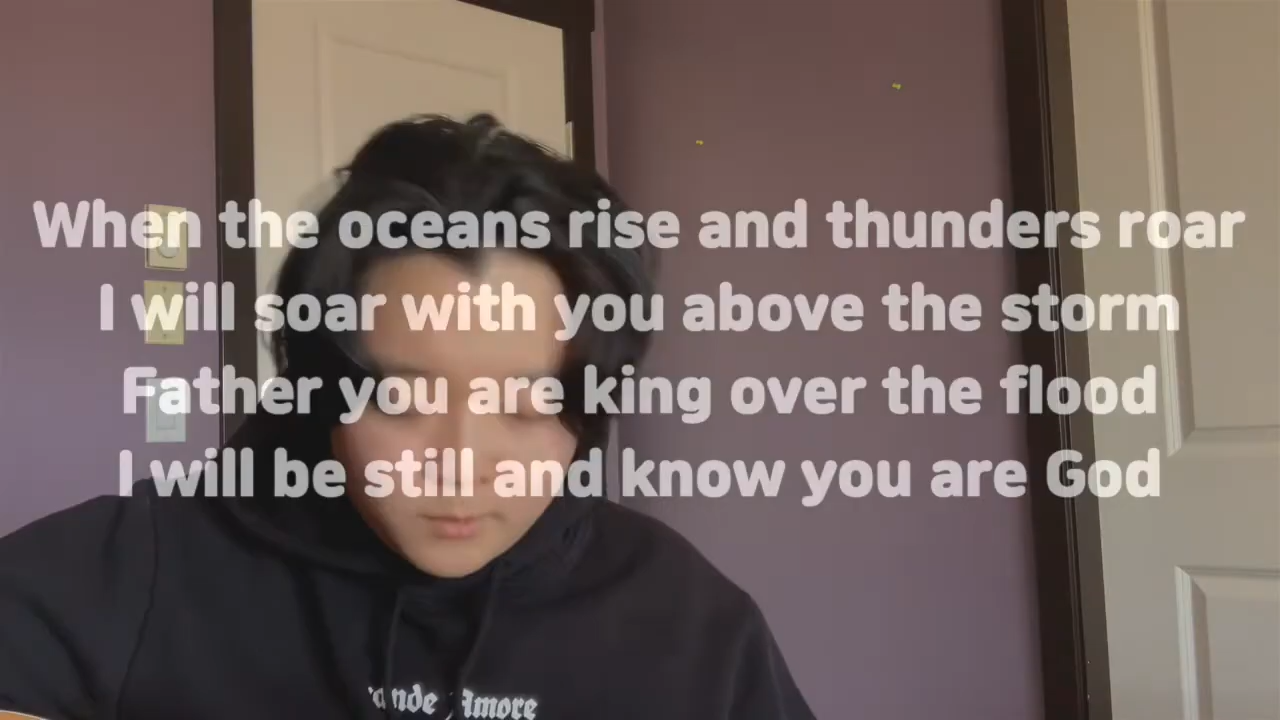 When the oceans rise and thunders roar
I will soar with you above the storm
Father you are king over the flood
I will be still and know you are God
Amore